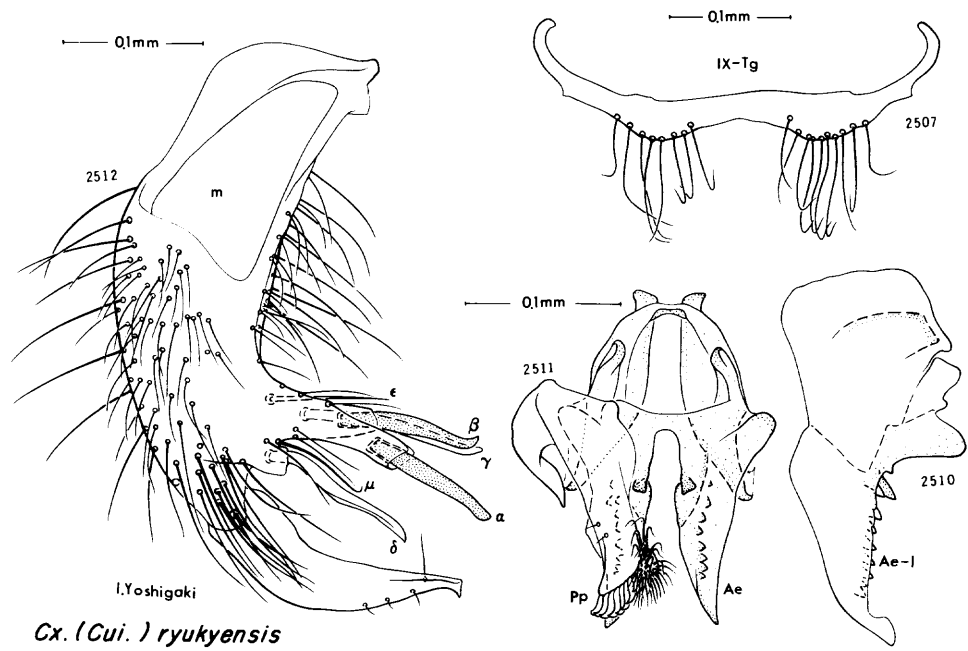 0.1mm
2512
m
ε
β
γ
α
μ
δ
I.Yoshigaki
Cx. (Cui.) ryukyensis
0.1mm
IX-Tg
2507
0.1mm
2511
2510
Pp
Ae
Ae-l